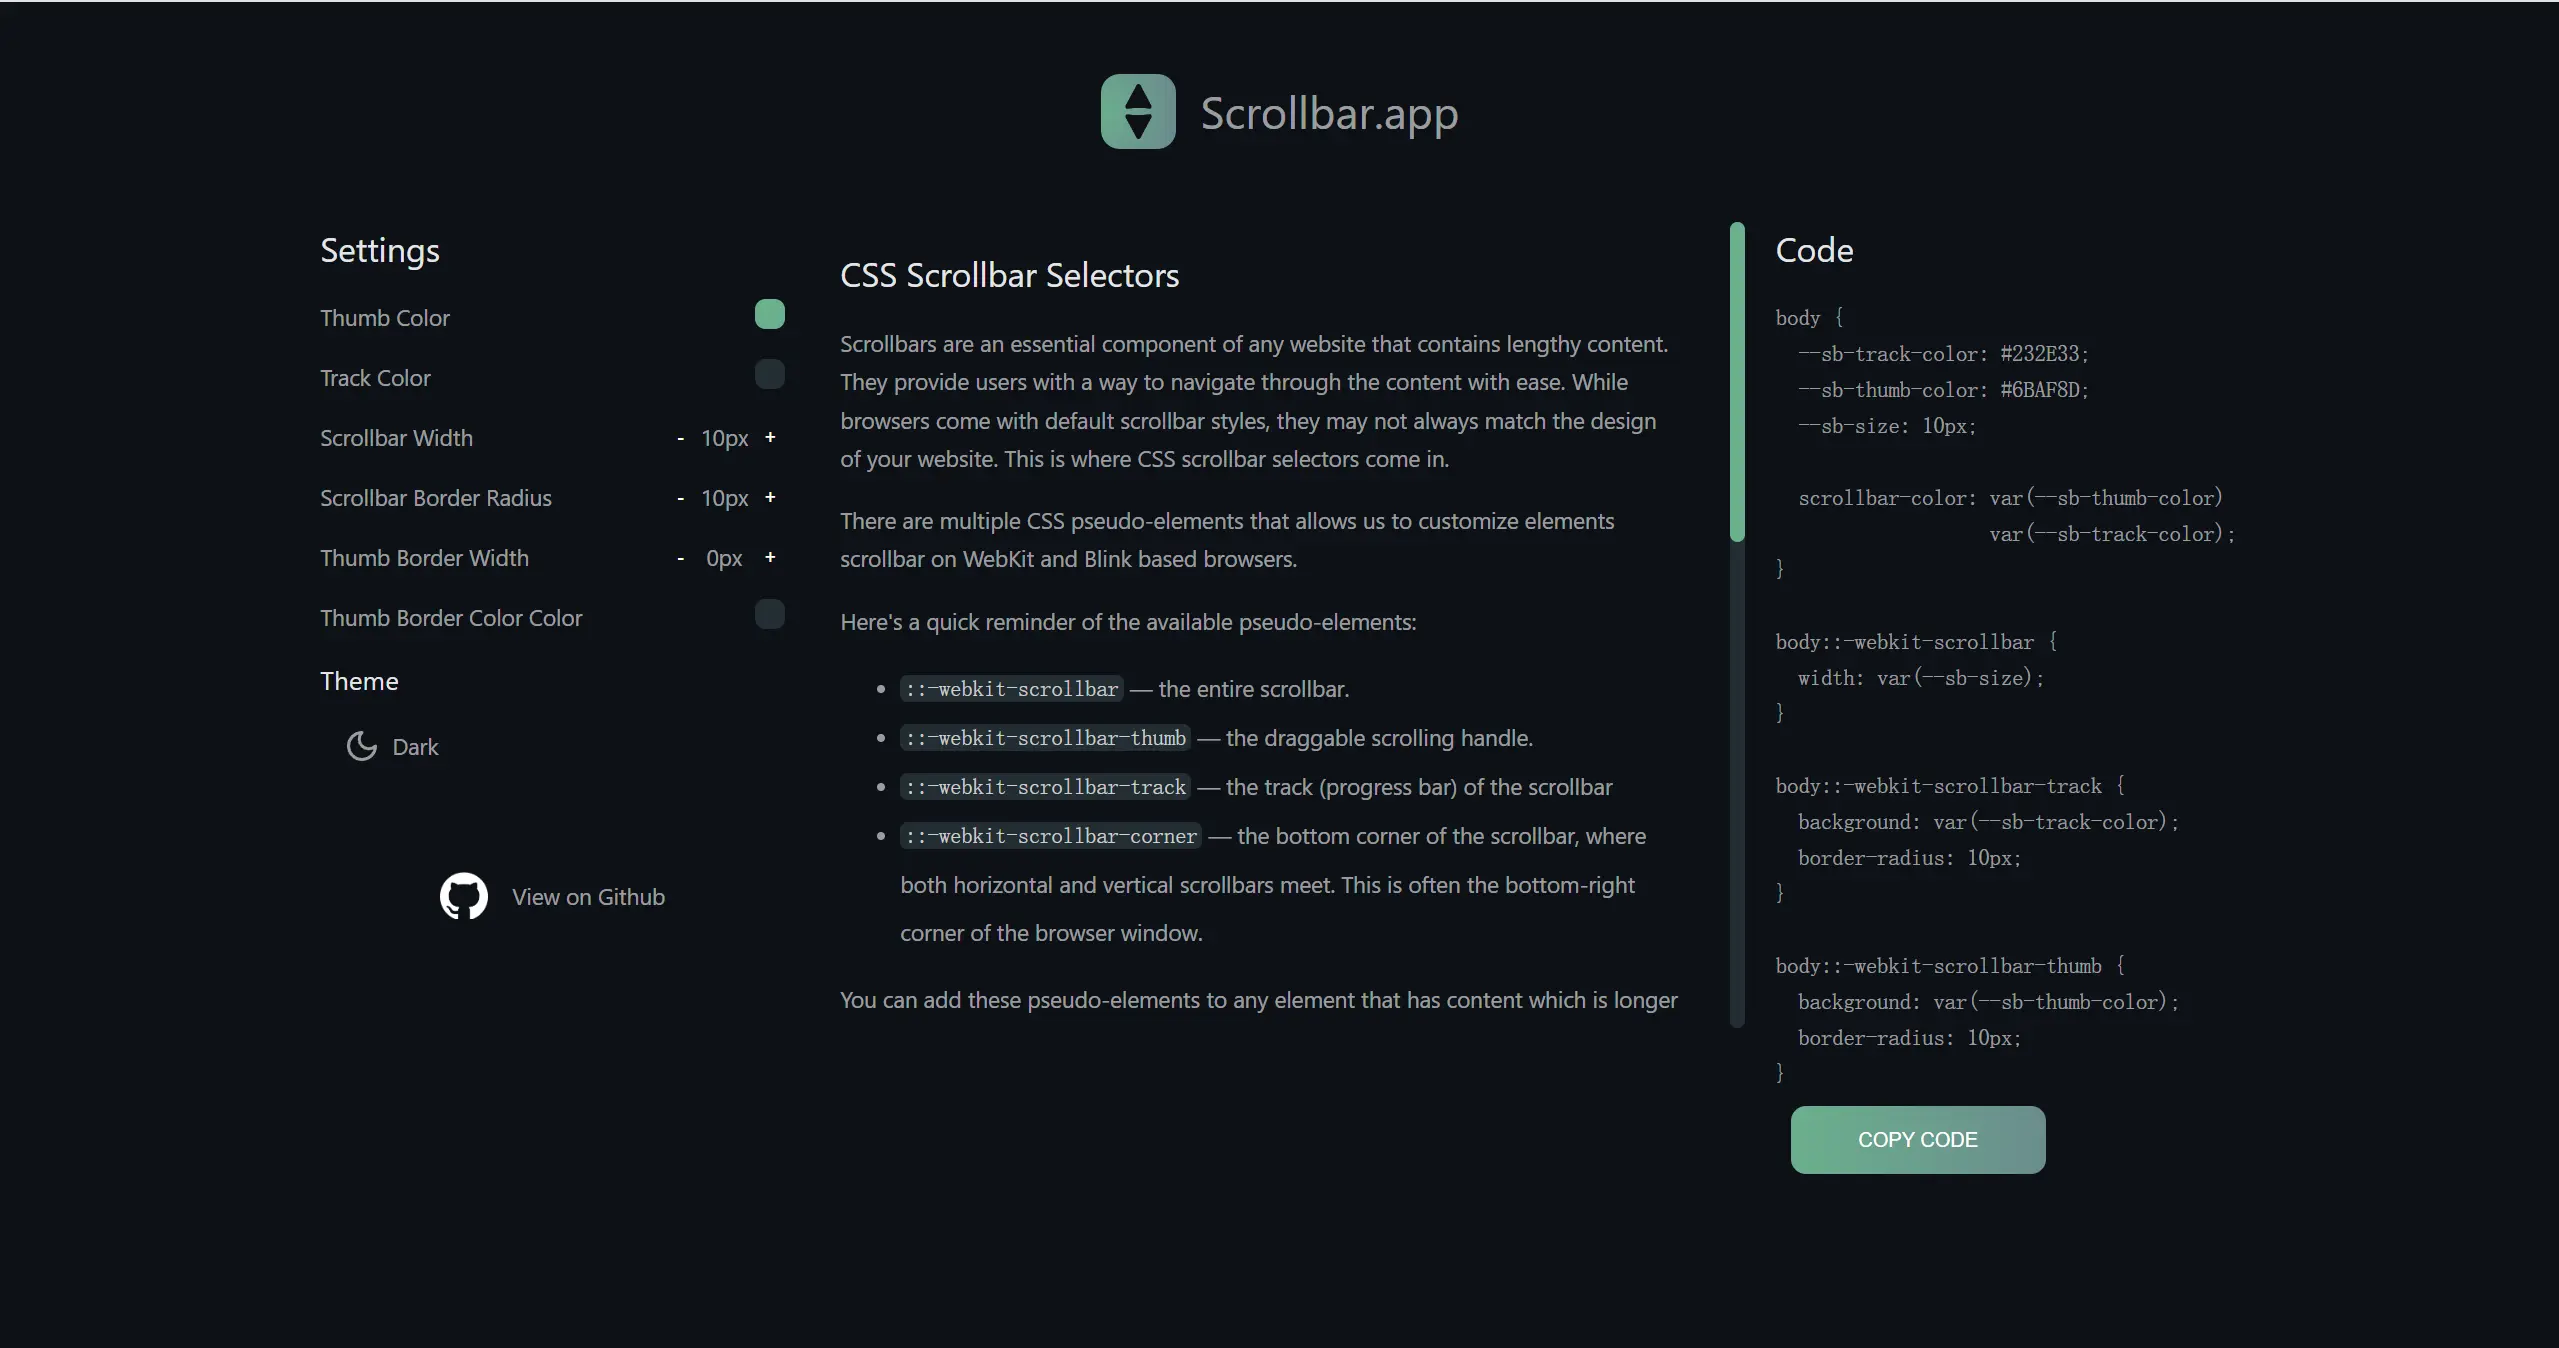 Scrollbar.app
Settings
Thumb Color
Track Color
Scrollbar Width - 10px +
Scrollbar Border Radius - 10px +
Thumb Border Width - 0px +
Thumb Border Color Color
Theme
Dark
View on Github
CSS Scrollbar Selectors
Scrollbars are an essential component of any website that contains lengthy content.
They provide users with a way to navigate through the content with ease. While
browsers come with default scrollbar styles, they may not always match the design
of your website. This is where CSS scrollbar selectors come in.
There are multiple CSS pseudo-elements that allows us to customize elements
scrollbar on WebKit and Blink based browsers.
Here's a quick reminder of the available pseudo-elements:
• ::-webkit-scrollbar — the entire scrollbar.
• ::-webkit-scrollbar-thumb — the draggable scrolling handle.
• ::-webkit-scrollbar-track — the track (progress bar) of the scrollbar
• ::-webkit-scrollbar-corner — the bottom corner of the scrollbar, where
both horizontal and vertical scrollbars meet. This is often the bottom-right
corner of the browser window.
You can add these pseudo-elements to any element that has content which is longer
Code
body {
  --sb-track-color: #232E33;
  --sb-thumb-color: #6BAF8D;
  --sb-size: 10px;
  scrollbar-color: var(--sb-thumb-color)
                   var(--sb-track-color);
}
body::-webkit-scrollbar {
  width: var(--sb-size);
}
body::-webkit-scrollbar-track {
  background: var(--sb-track-color);
  border-radius: 10px;
}
body::-webkit-scrollbar-thumb {
  background: var(--sb-thumb-color);
  border-radius: 10px;
}
COPY CODE